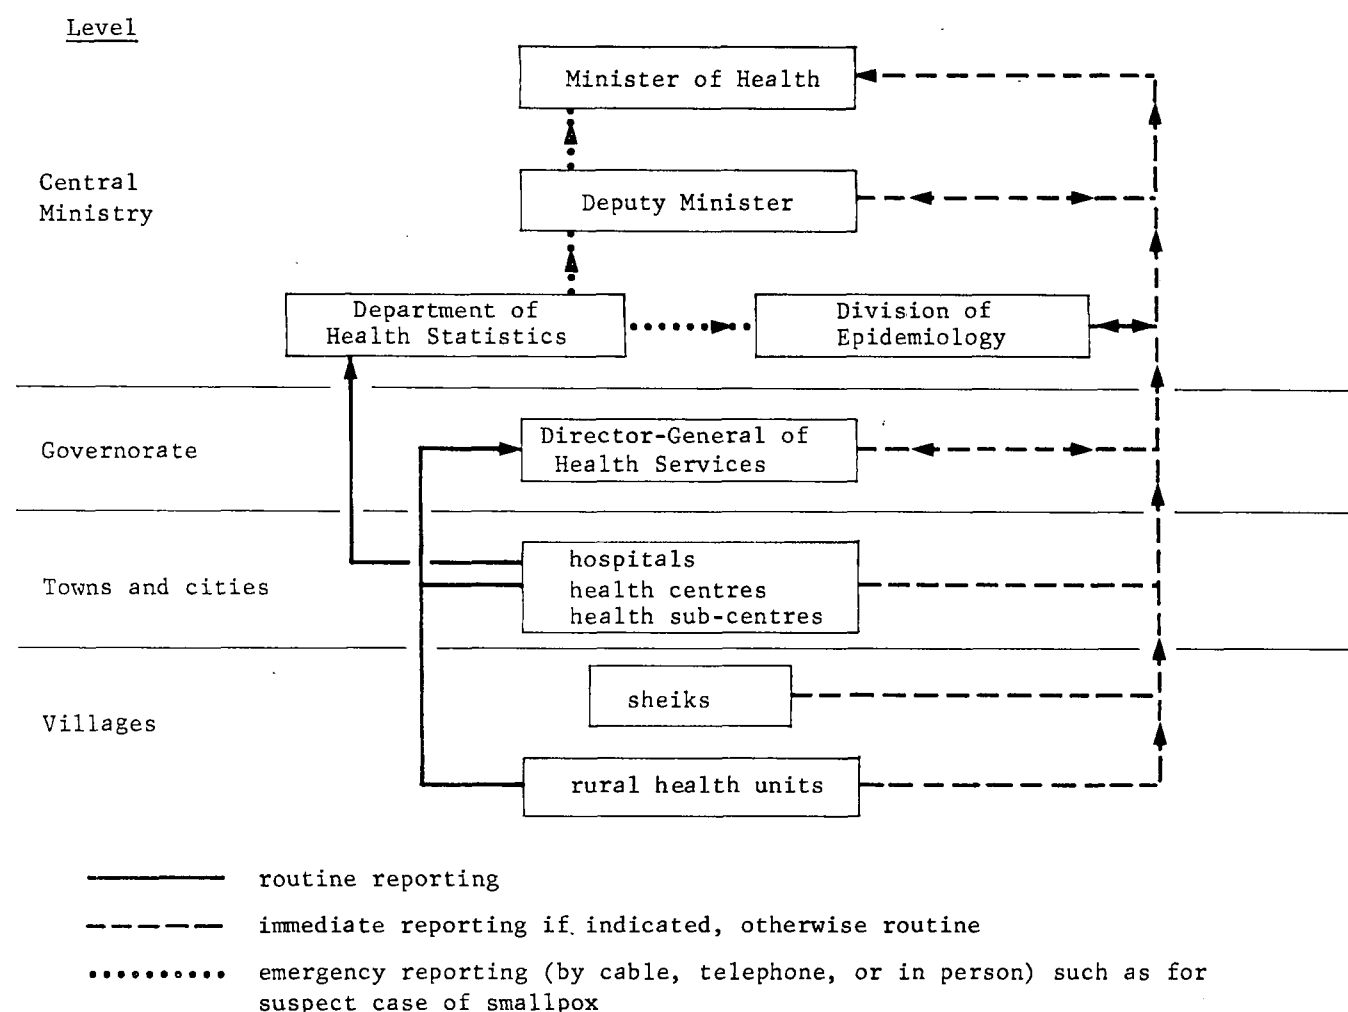 Level
Minister of Health
Central
Ministry
Deputy Minister
Department of
Health Statistics
Division of
Epidemiology
Governorate
Director-General of
Health Services
Towns and cities
hospitals
health centres
health sub-centres
Villages
sheiks
rural health units
routine reporting
immediate reporting if indicated, otherwise routine
emergency reporting (by cable, telephone, or in person) such as for
suspect case of smallpox